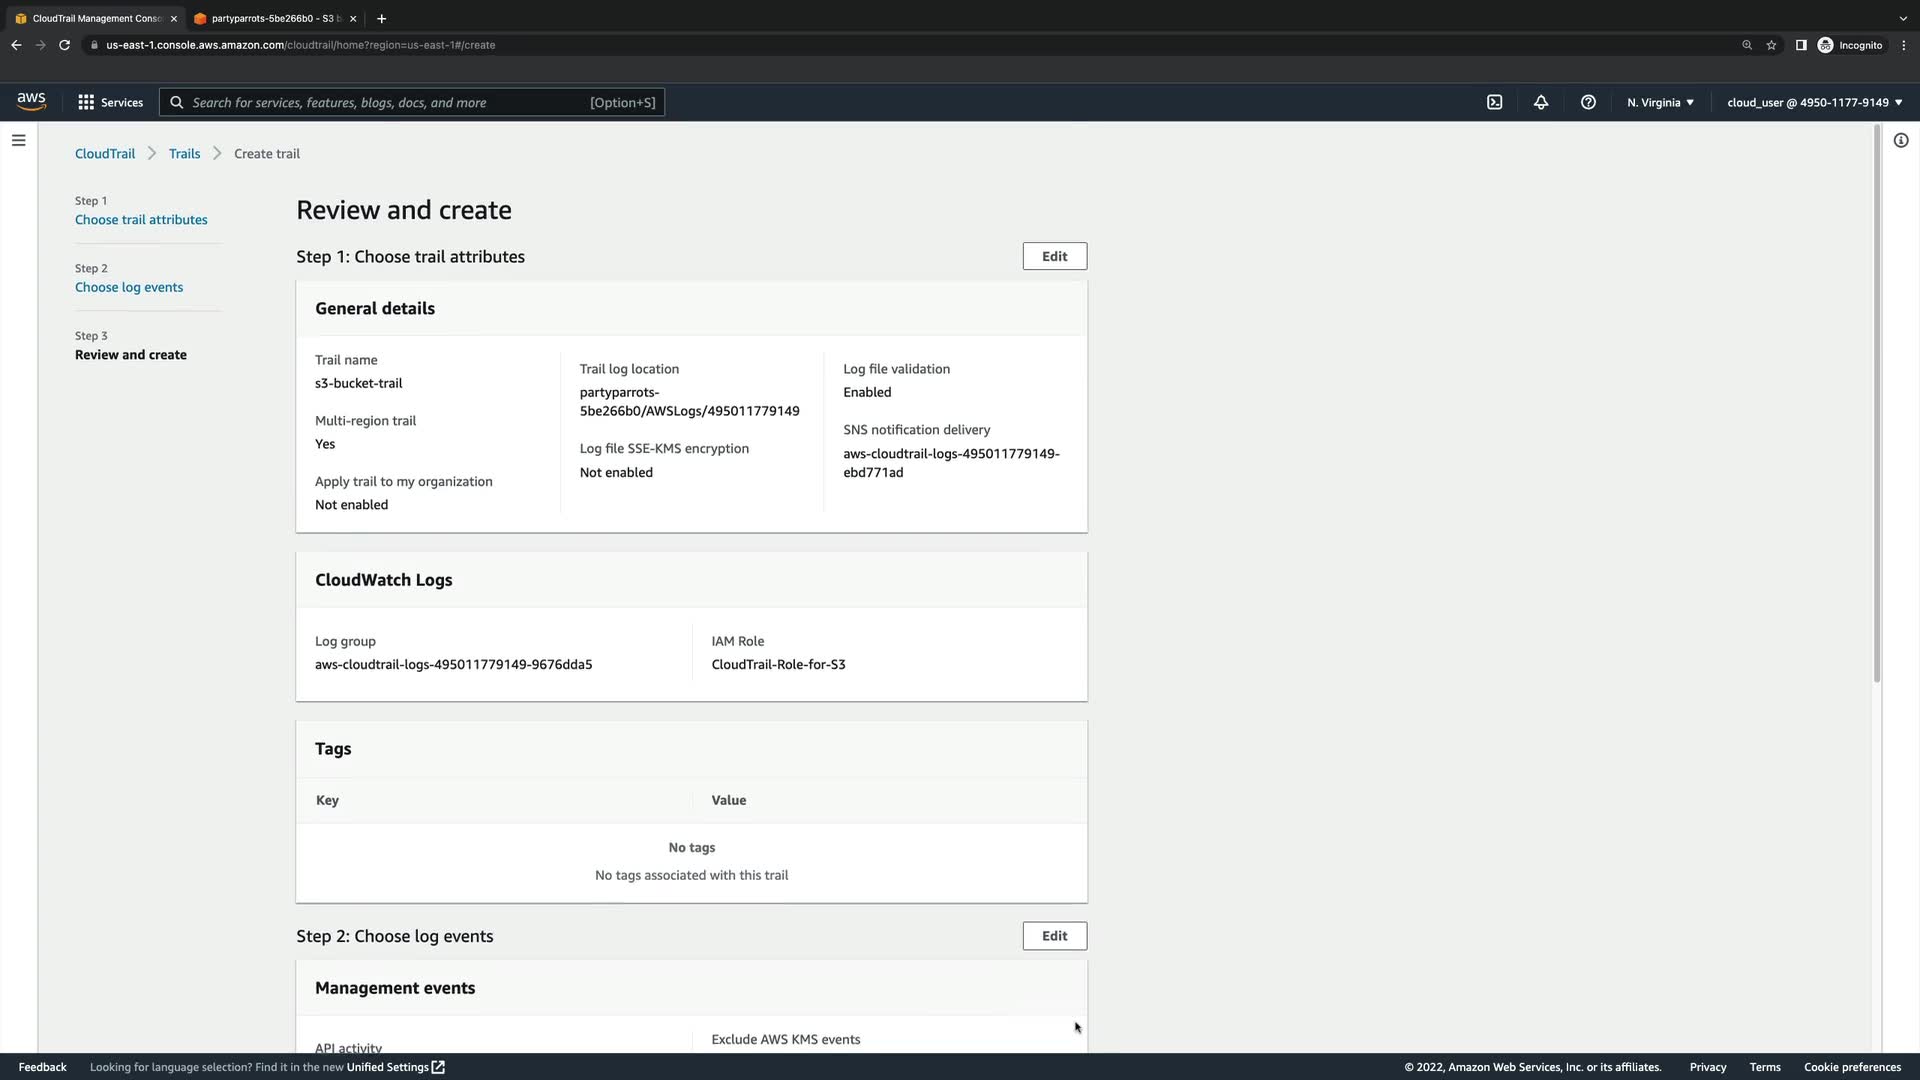 CloudTrail Management Conso
partyparrots-5be266b0 - S3 b
us-east-1.console.aws.amazon.com/cloudtrail/home?region=us-east-1#/create
Incognito
aws
Services
Search for services, features, blogs, docs, and more
[Option+S]
N. Virginia
cloud_user @ 4950-1177-9149
CloudTrail
Trails
Create trail
Step 1
Choose trail attributes
Step 2
Choose log events
Step 3
Review and create
Review and create
Step 1: Choose trail attributes
Edit
General details
Trail name
s3-bucket-trail
Multi-region trail
Yes
Apply trail to my organization
Not enabled
Trail log location
partyparrots-
5be266b0/AWSLogs/495011779149
Log file SSE-KMS encryption
Not enabled
Log file validation
Enabled
SNS notification delivery
aws-cloudtrail-logs-495011779149-
ebd771ad
CloudWatch Logs
Log group
aws-cloudtrail-logs-495011779149-9676dda5
IAM Role
CloudTrail-Role-for-S3
Tags
Key
Value
No tags
No tags associated with this trail
Step 2: Choose log events
Edit
Management events
API activity
Exclude AWS KMS events
Feedback
Looking for language selection? Find it in the new Unified Settings
© 2022, Amazon Web Services, Inc. or its affiliates.
Privacy
Terms
Cookie preferences